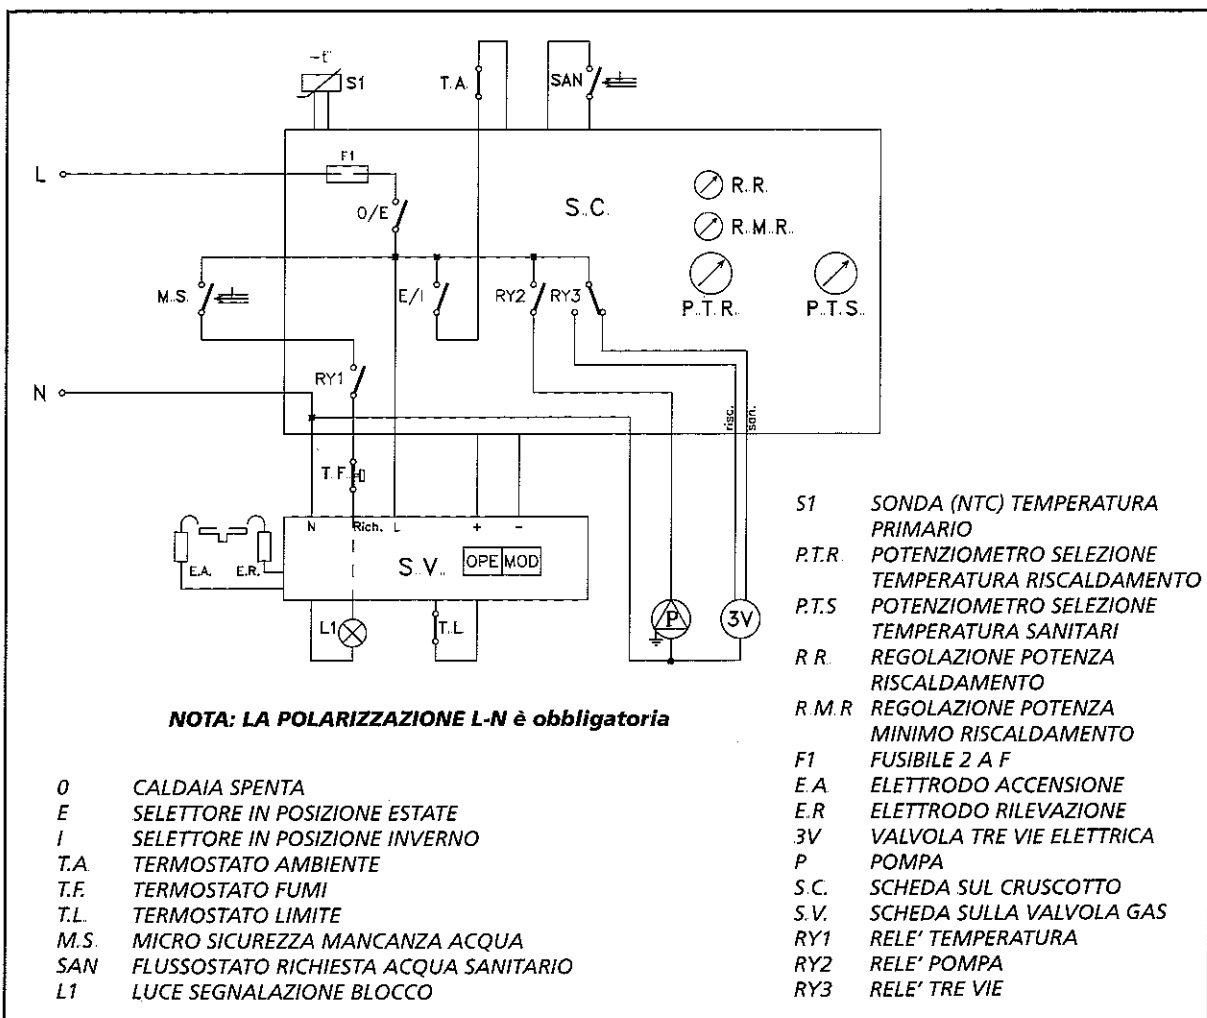 -t°
S1
T.A.
SAN
L
F1
O/E
S.C.
R.R.
R.M.R.
M.S.
E/I
RY2
RY3
P.T.R.
P.T.S.
RY1
N
risc.
san.
T.F.
N
Rich.
L
+
-
E.A.
E.R.
S.V.
OPE
MOD
L1
T.L.
P
3V
NOTA: LA POLARIZZAZIONE L-N è obbligatoria
0 CALDAIA SPENTA
E SELETTORE IN POSIZIONE ESTATE
I SELETTORE IN POSIZIONE INVERNO
T.A. TERMOSTATO AMBIENTE
T.F. TERMOSTATO FUMI
T.L. TERMOSTATO LIMITE
M.S. MICRO SICUREZZA MANCANZA ACQUA
SAN FLUSSOSTATO RICHIESTA ACQUA SANITARIO
L1 LUCE SEGNALAZIONE BLOCCO
S1 SONDA (NTC) TEMPERATURA
PRIMARIO
P.T.R. POTENZIOMETRO SELEZIONE
TEMPERATURA RISCALDAMENTO
P.T.S POTENZIOMETRO SELEZIONE
TEMPERATURA SANITARI
R.R. REGOLAZIONE POTENZA
RISCALDAMENTO
R.M.R REGOLAZIONE POTENZA
MINIMO RISCALDAMENTO
F1 FUSIBILE 2 A F
E.A. ELETTRODO ACCENSIONE
E.R ELETTRODO RILEVAZIONE
3V VALVOLA TRE VIE ELETTRICA
P POMPA
S.C. SCHEDA SUL CRUSCOTTO
S.V. SCHEDA SULLA VALVOLA GAS
RY1 RELE' TEMPERATURA
RY2 RELE' POMPA
RY3 RELE' TRE VIE